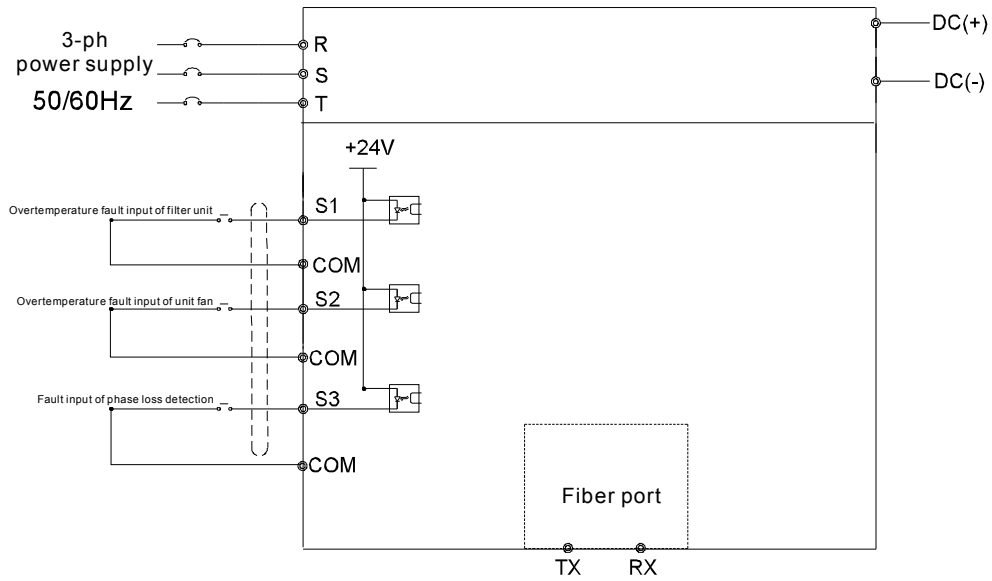 3-ph
power supply
50/60Hz
R
S
T
DC(+)
DC(-)
+24V
Overtemperature fault input of filter unit
S1
COM
Overtemperature fault input of unit fan
S2
COM
Fault input of phase loss detection
S3
COM
Fiber port
TX
RX